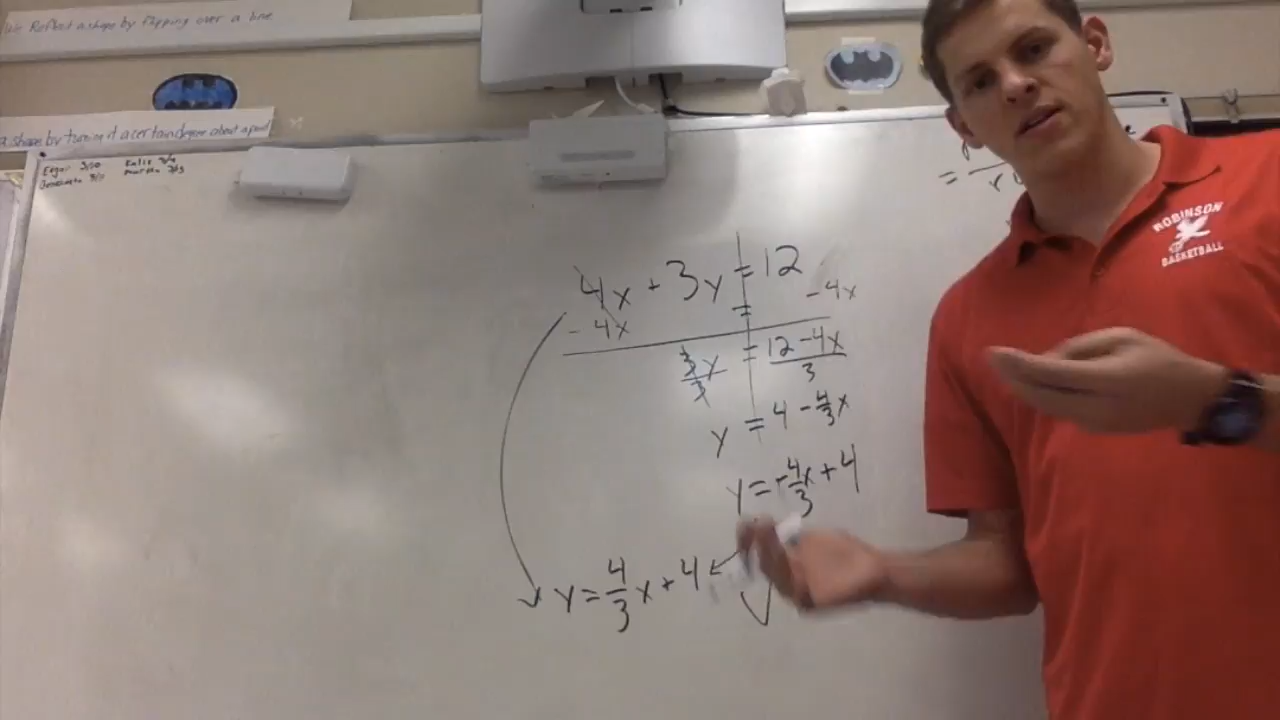 We Reflect a shape by flipping over a line
a shape by turning it a certain degree about a point
4x + 3y = 12
- 4x = - 4x
3y/3 = 12 - 4x/3
y = 4 - 4/3x
y = -4/3x + 4
y = 4/3x + 4
ROBINSON
BASKETBALL